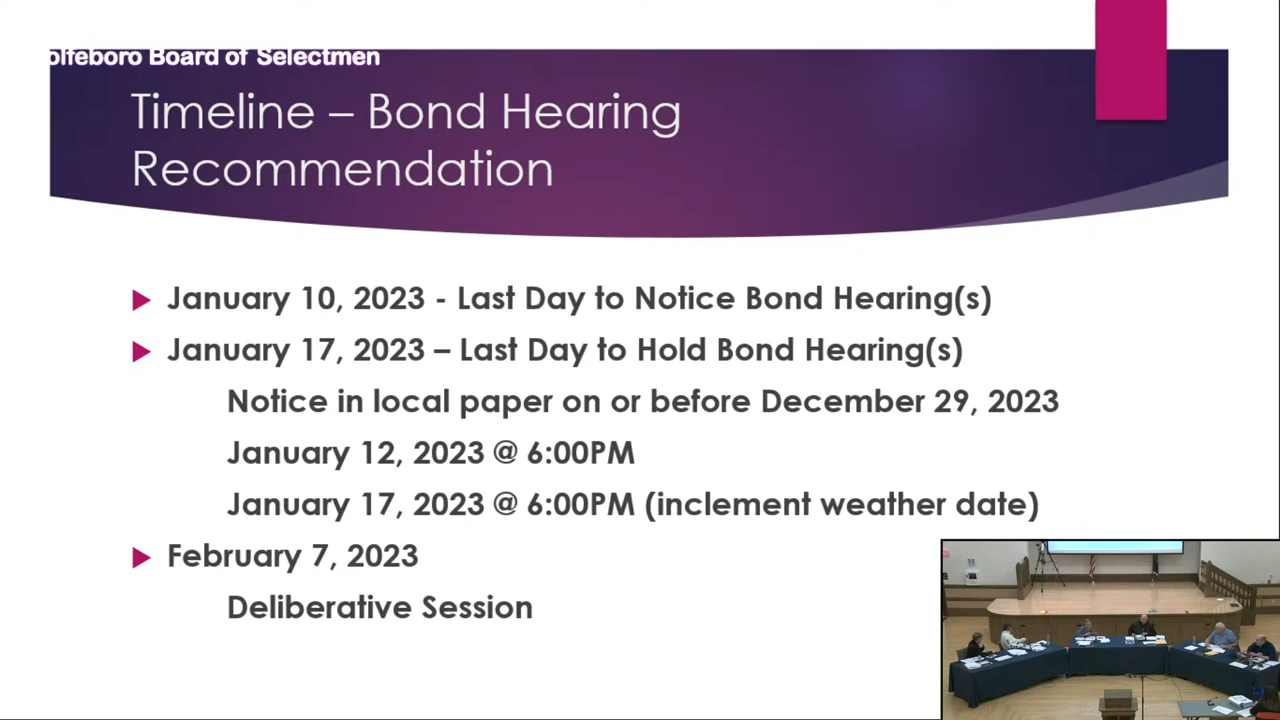 olfeboro Board of Selectmen
Timeline – Bond Hearing
Recommendation
January 10, 2023 - Last Day to Notice Bond Hearing(s)
January 17, 2023 – Last Day to Hold Bond Hearing(s)
Notice in local paper on or before December 29, 2023
January 12, 2023 @ 6:00PM
January 17, 2023 @ 6:00PM (inclement weather date)
February 7, 2023
Deliberative Session